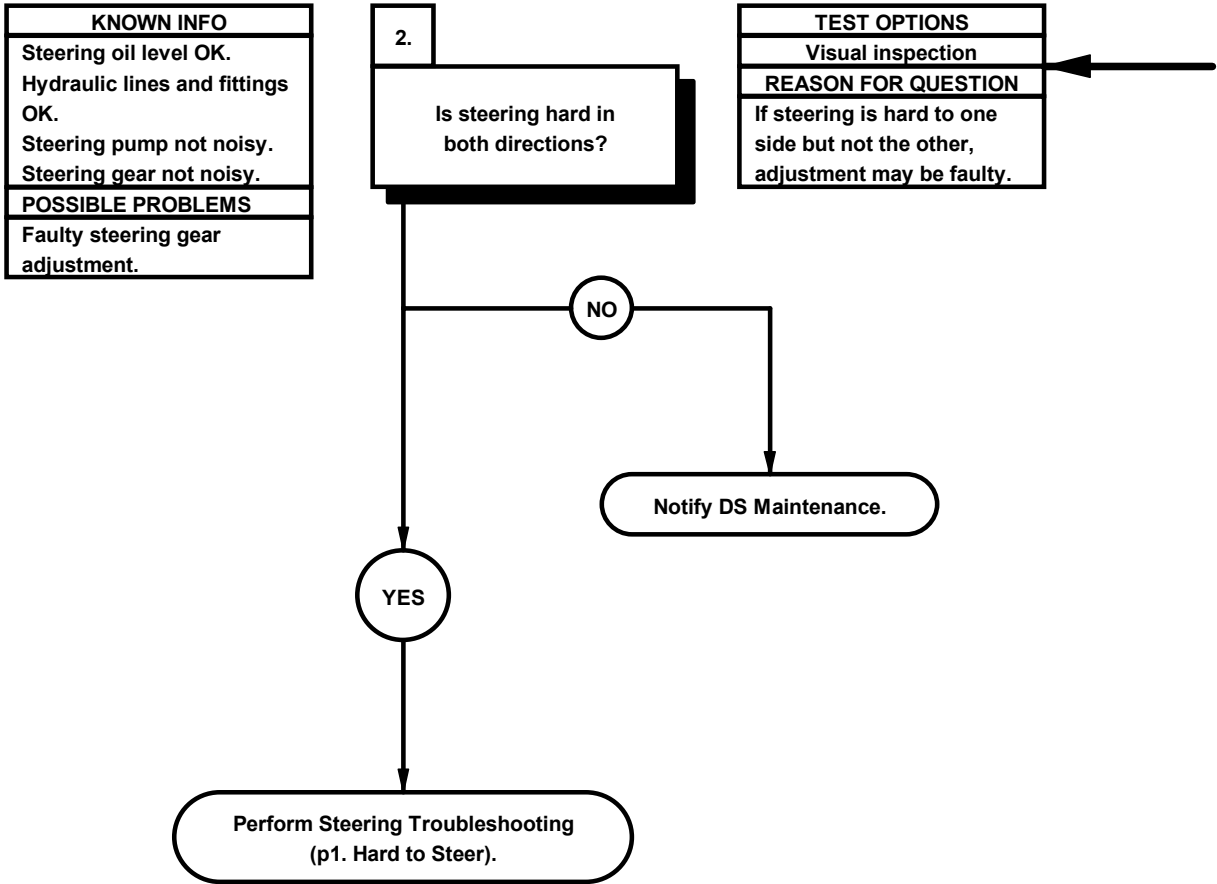 KNOWN INFO
Steering oil level OK.
Hydraulic lines and fittings
OK.
Steering pump not noisy.
Steering gear not noisy.
POSSIBLE PROBLEMS
Faulty steering gear
adjustment.
2.
Is steering hard in
both directions?
TEST OPTIONS
Visual inspection
REASON FOR QUESTION
If steering is hard to one
side but not the other,
adjustment may be faulty.
NO
Notify DS Maintenance.
YES
Perform Steering Troubleshooting
(p1. Hard to Steer).